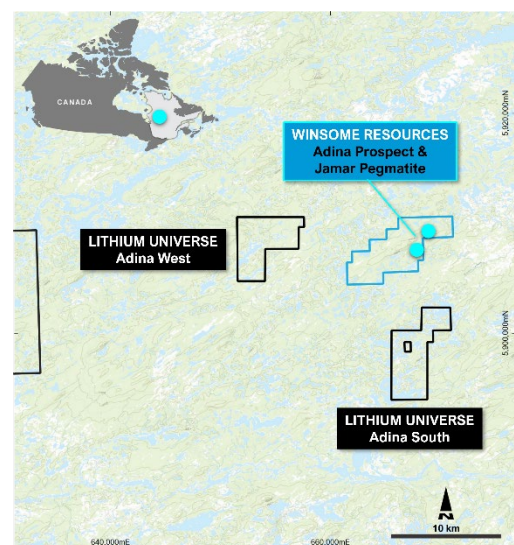 CANADA
5,920,000mN
WINSOME RESOURCES
Adina Prospect &
Jamar Pegmatite
LITHIUM UNIVERSE
Adina West
5,900,000mN
LITHIUM UNIVERSE
Adina South
N
10 km
640,000mE
660,000mE